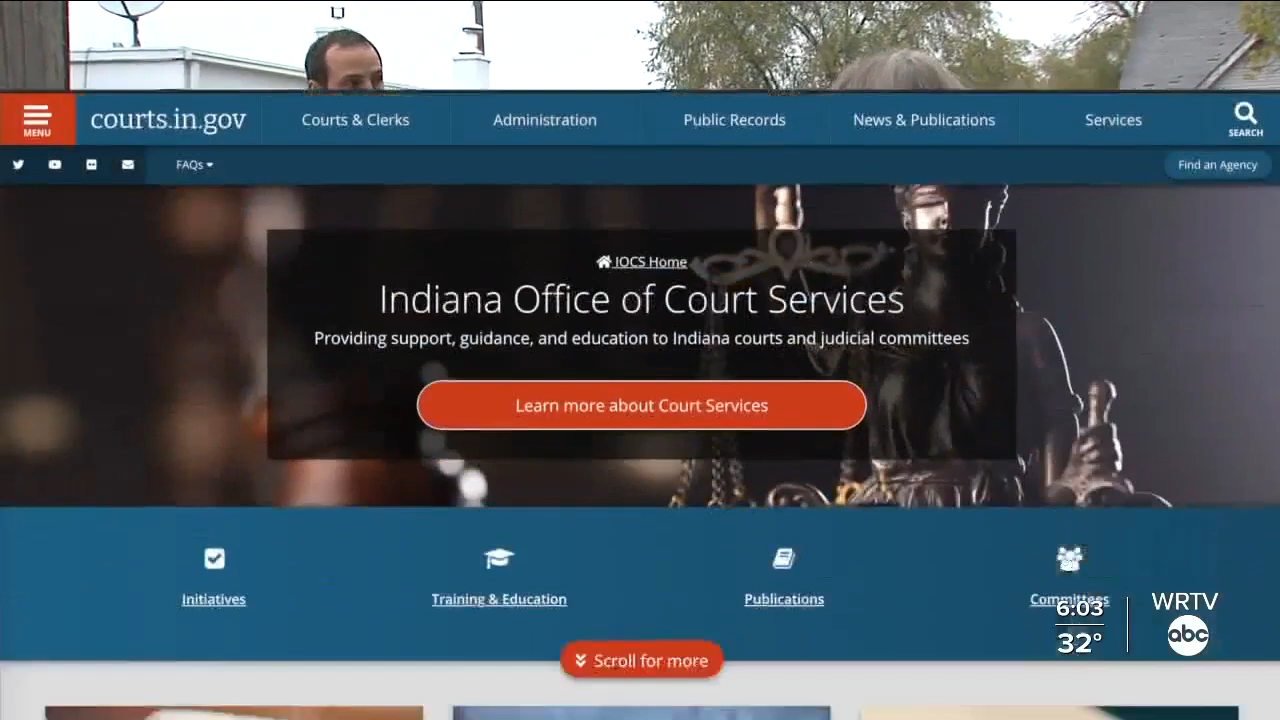 courts.in.gov
Courts & Clerks
Administration
Public Records
News & Publications
Services
MENU
SEARCH
FAQs
Find an Agency
IOCS Home
Indiana Office of Court Services
Providing support, guidance, and education to Indiana courts and judicial committees
Learn more about Court Services
Initiatives
Training & Education
Publications
Committees
6:03
32°
WRTV
abc
Scroll for more